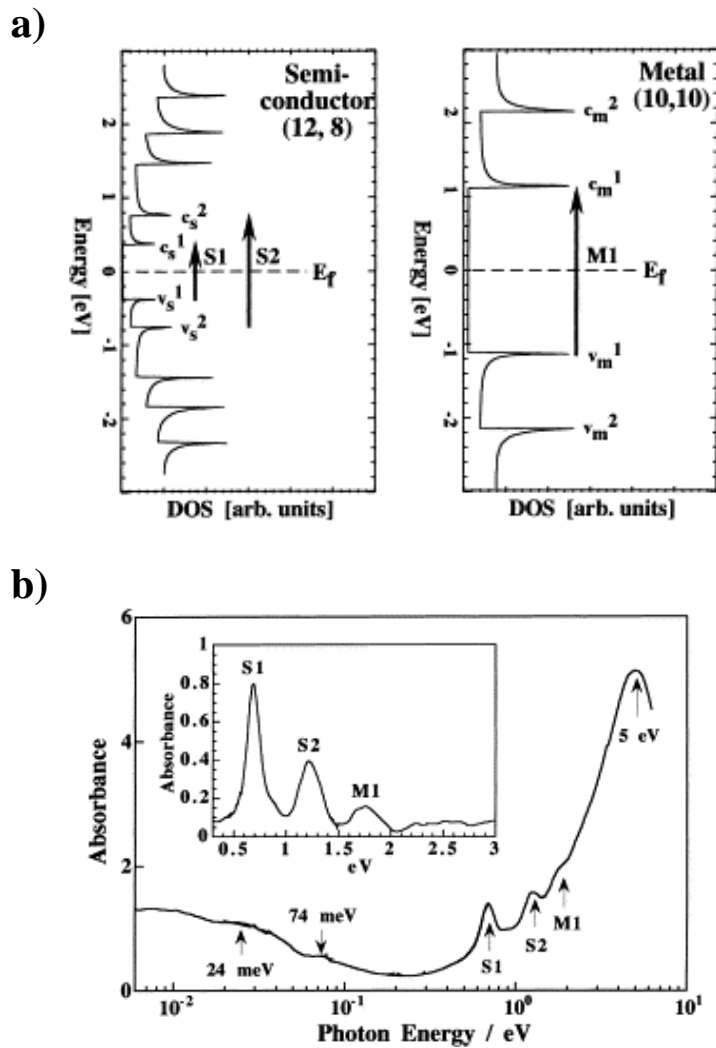 a)
Semi-
conductor
(12, 8)
2
1
0
-1
-2
Energy [eV]
c_s^2
c_s^1
S1
S2
E_f
v_s^1
v_s^2
DOS [arb. units]
Metal
(10,10)
2
1
0
-1
-2
Energy [eV]
c_m^2
c_m^1
M1
E_f
v_m^1
v_m^2
DOS [arb. units]
b)
6
4
2
0
Absorbance
1
0.8
0.6
0.4
0.2
0
Absorbance
S1
S2
M1
0.5
1
1.5
2
2.5
3
eV
5 eV
74 meV
24 meV
S1
S2
M1
10^-2
10^-1
10^0
10^1
Photon Energy / eV